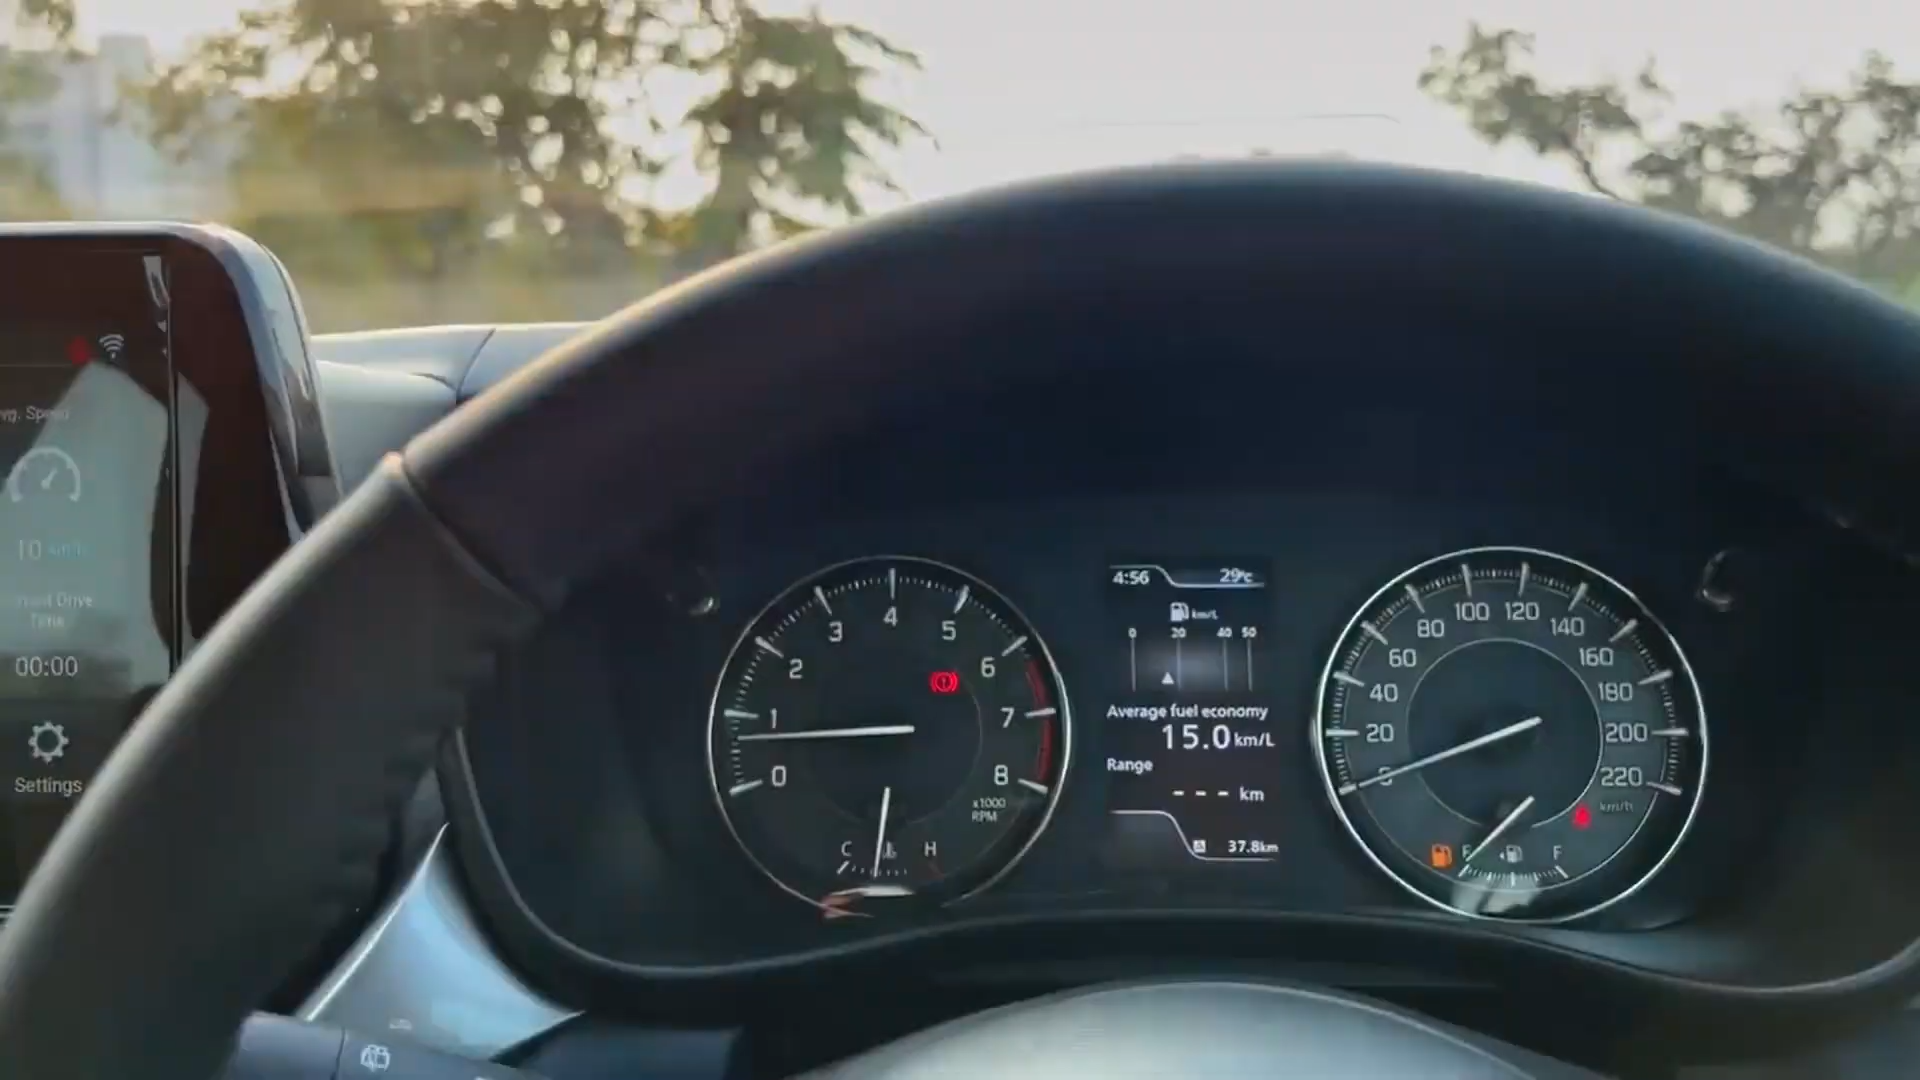 Settings
00:00
10
0
1
2
3
4
5
6
7
8
x1000
RPM
C
H
4:56
29°c
km/L
0 20 40 50
Average fuel economy
15.0 km/L
Range
--- km
A 37.8km
0
20
40
60
80
100
120
140
160
180
200
220
km/h
E
F